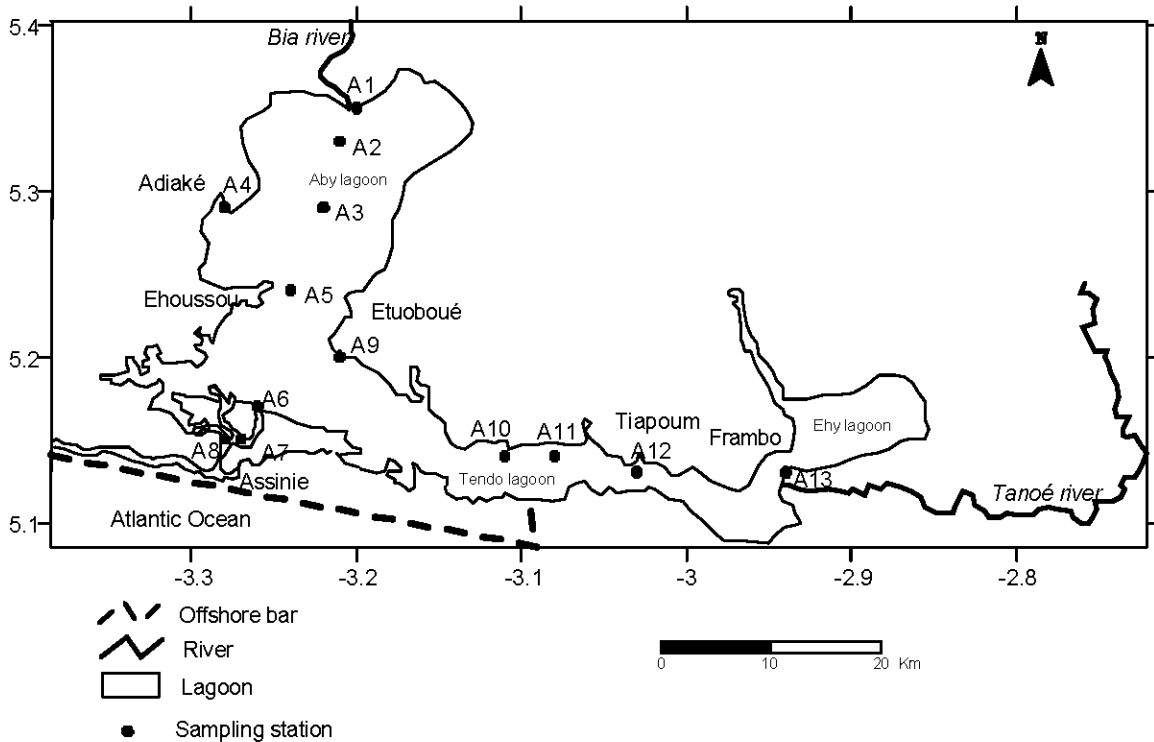 5.4
Bia river
N
A1
A2
Adiaké
A4
Aby lagoon
5.3
A3
Ehoussou
A5
Etuoboué
A9
5.2
A6
A10
A11
Tiapoum
Frambo
Ehy lagoon
A8
A7
A12
Assinie
Tendo lagoon
A13
Tanoé river
5.1
Atlantic Ocean
-3.3
-3.2
-3.1
-3
-2.9
-2.8
Offshore bar
River
Lagoon
Sampling station
0
10
20
Km